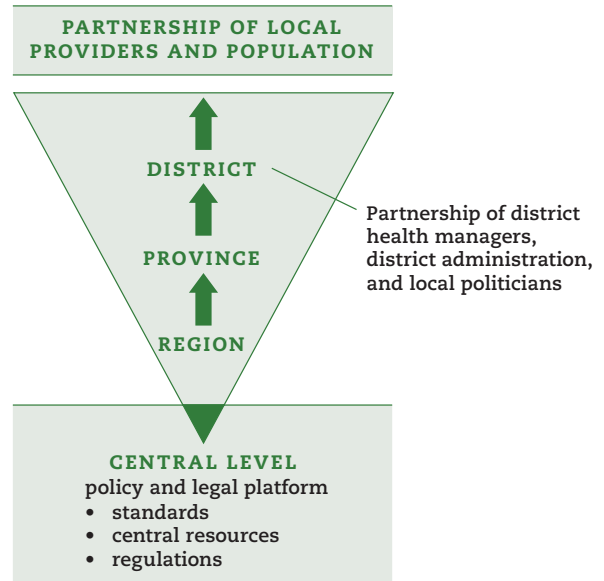 PARTNERSHIP OF LOCAL
PROVIDERS AND POPULATION
DISTRICT
Partnership of district
health managers,
district administration,
and local politicians
PROVINCE
REGION
CENTRAL LEVEL
policy and legal platform
• standards
• central resources
• regulations